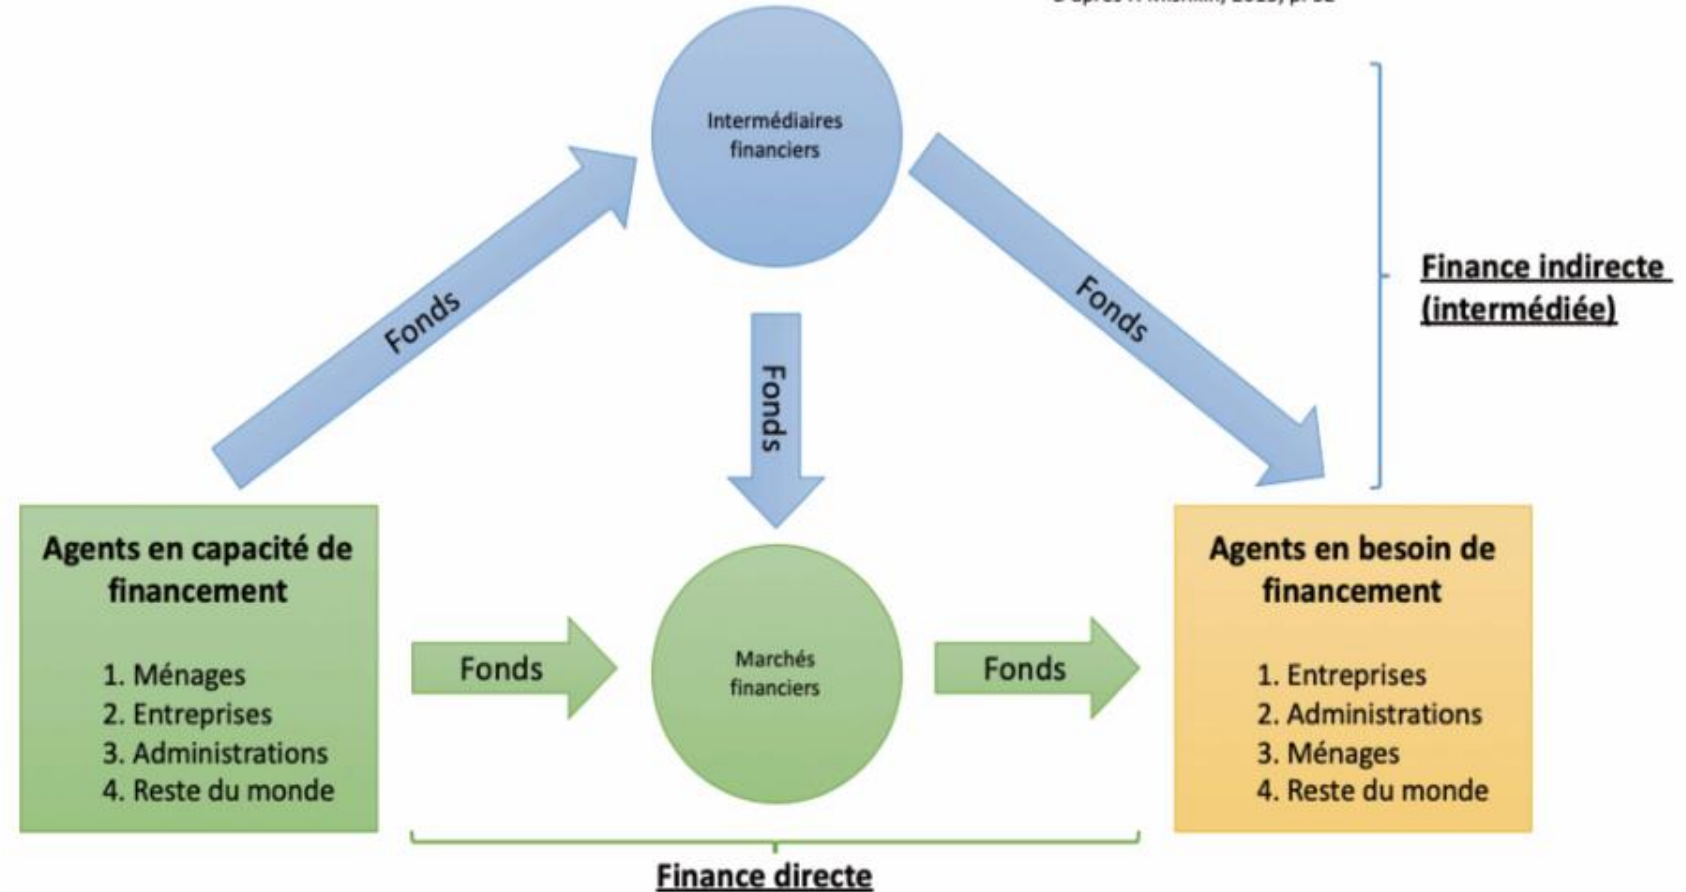 Intermédiaires
financiers
Fonds
Fonds
Fonds
Finance indirecte
(intermédiée)
Agents en capacité de
financement
1. Ménages
2. Entreprises
3. Administrations
4. Reste du monde
Fonds
Marchés
financiers
Fonds
Agents en besoin de
financement
1. Entreprises
2. Administrations
3. Ménages
4. Reste du monde
Finance directe